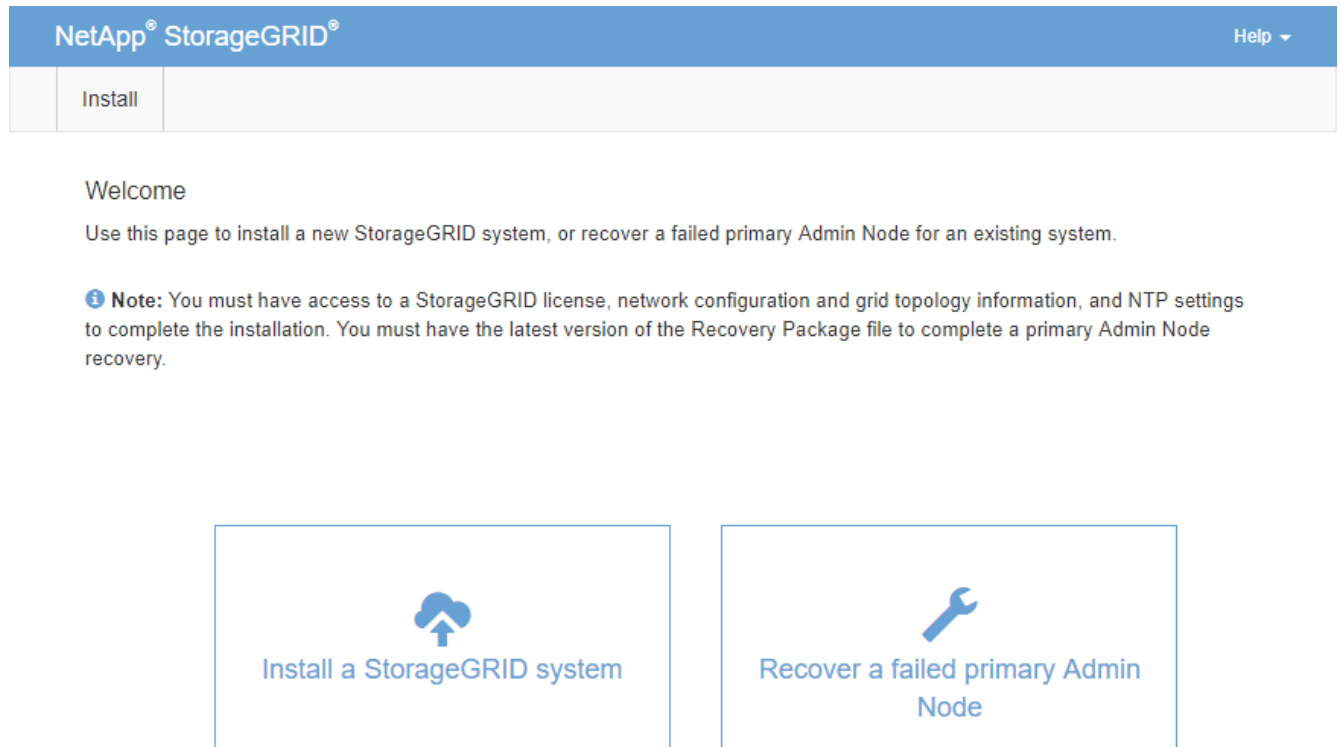 NetApp® StorageGRID®
Help
Install
Welcome
Use this page to install a new StorageGRID system, or recover a failed primary Admin Node for an existing system.
Note: You must have access to a StorageGRID license, network configuration and grid topology information, and NTP settings
to complete the installation. You must have the latest version of the Recovery Package file to complete a primary Admin Node
recovery.
Install a StorageGRID system
Recover a failed primary Admin
Node